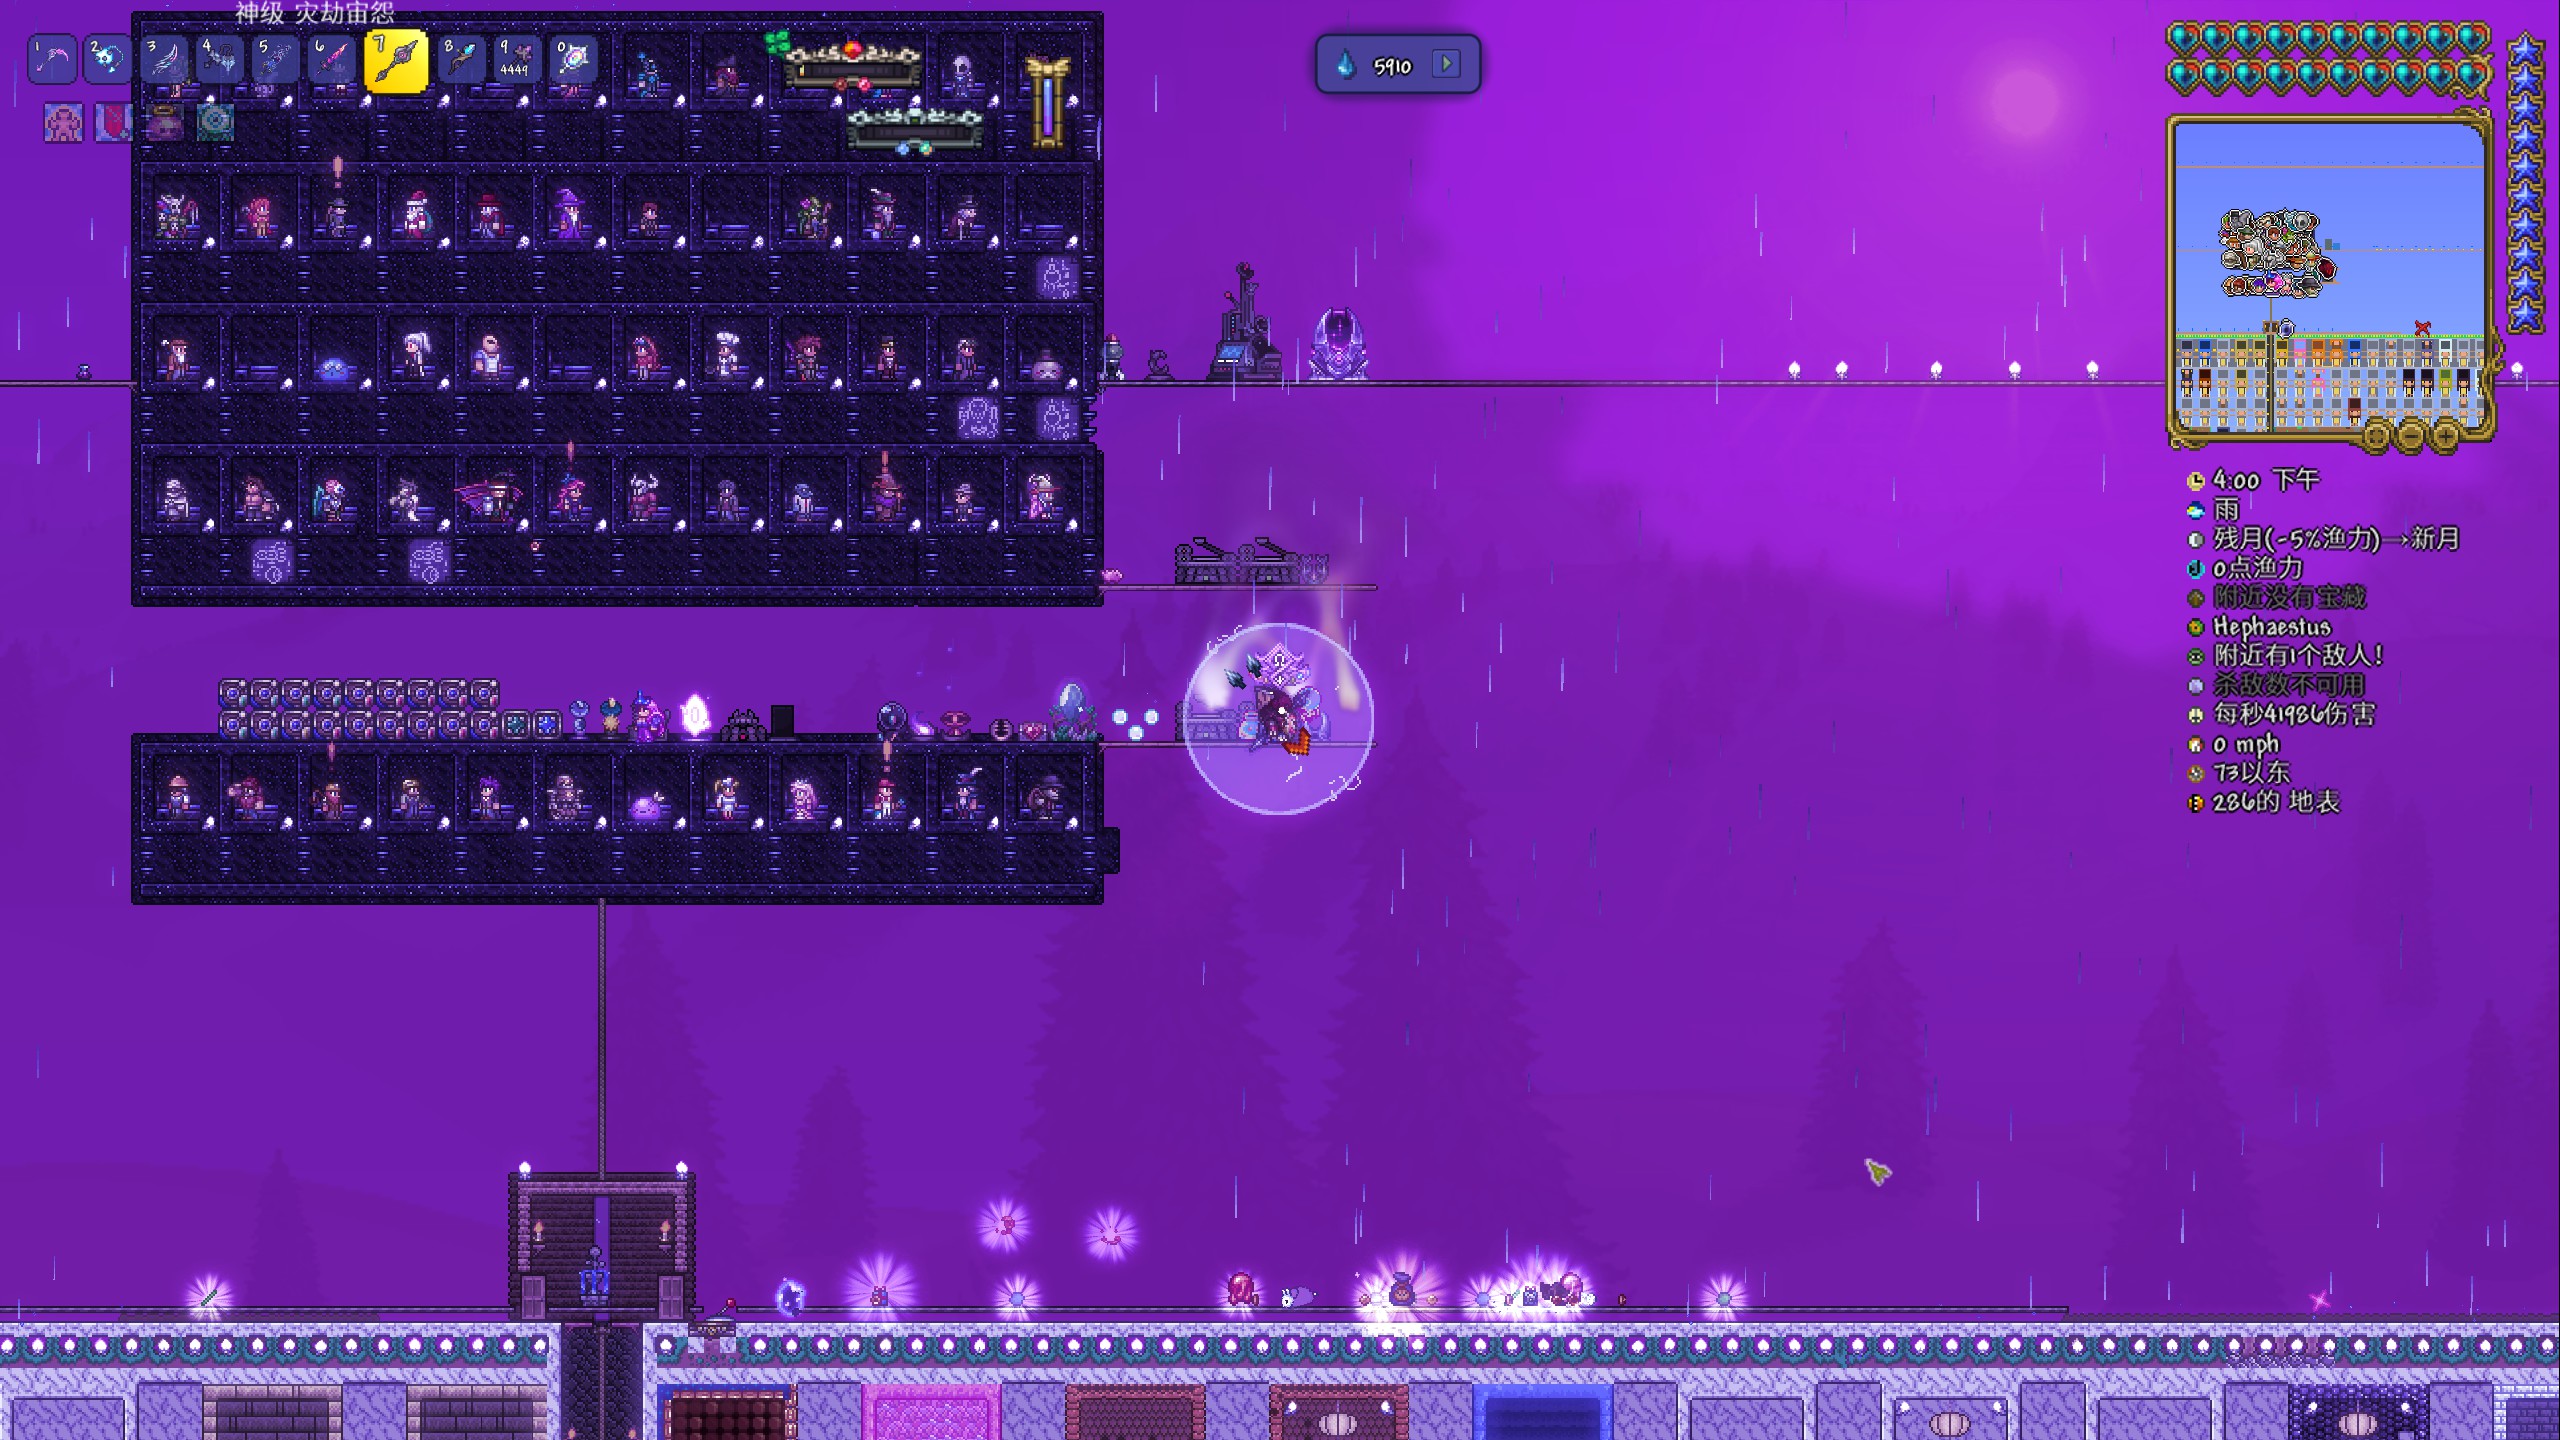 神级 灾劫宙怨
1 2 3 4 5 6 7 8 9 0
4449
5910
4:00 下午
雨
残月(-5%渔力)→新月
0点渔力
附近没有宝藏
Hephaestus
附近有1个敌人!
杀敌数不可用
每秒41986伤害
0 mph
73以东
286的 地表